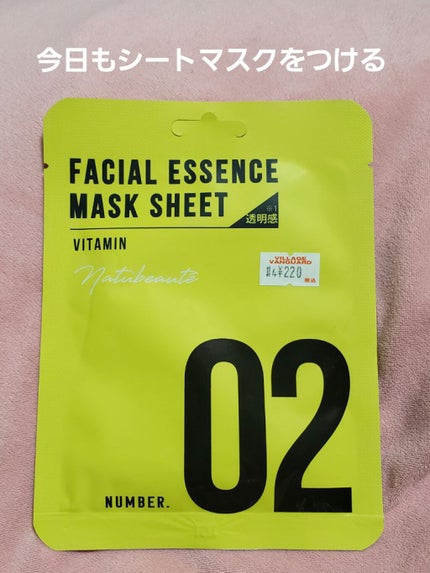 今日もシートマスクをつける
FACIAL ESSENCE
MASK SHEET
※1
透明感
VITAMIN
Natubeauté
VILLAGE
VANGUARD
¥220
税込
02
NUMBER.